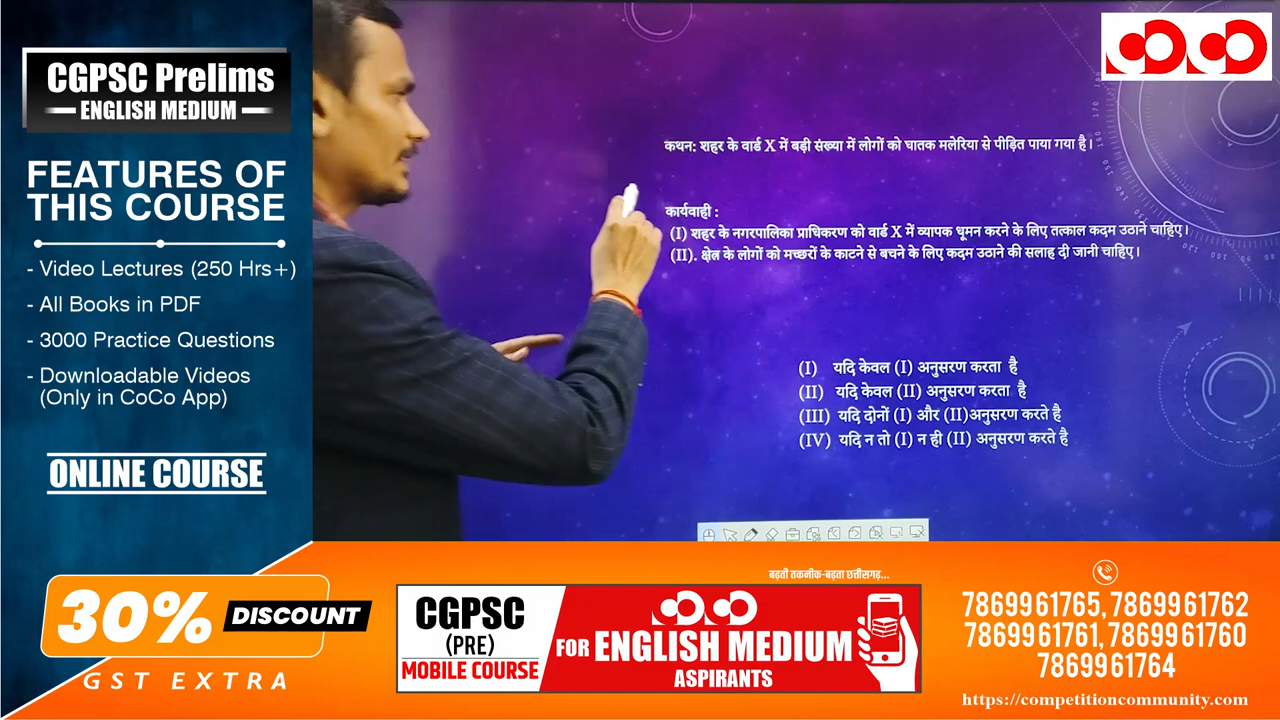 CGPSC Prelims
ENGLISH MEDIUM
FEATURES OF
THIS COURSE
- Video Lectures (250 Hrs+)
- All Books in PDF
- 3000 Practice Questions
- Downloadable Videos
(Only in CoCo App)
ONLINE COURSE
कथन: शहर के वार्ड X में बड़ी संख्या में लोगों को घातक मलेरिया से पीड़ित पाया गया है।
कार्यवाही :
(I) शहर के नगरपालिका प्राधिकरण को वार्ड X में व्यापक धूमन करने के लिए तत्काल कदम उठाने चाहिए।
(II). क्षेत्र के लोगों को मच्छरों के काटने से बचने के लिए कदम उठाने की सलाह दी जानी चाहिए।
(I) यदि केवल (I) अनुसरण करता है
(II) यदि केवल (II) अनुसरण करता है
(III) यदि दोनों (I) और (II)अनुसरण करते है
(IV) यदि न तो (I) न ही (II) अनुसरण करते है
30% DISCOUNT
GST EXTRA
बढ़ती तकनीक-बढ़ता छत्तीसगढ़...
CGPSC
(PRE)
MOBILE COURSE
FOR ENGLISH MEDIUM
ASPIRANTS
7869961765, 7869961762
7869961761, 7869961760
7869961764
https://competitioncommunity.com